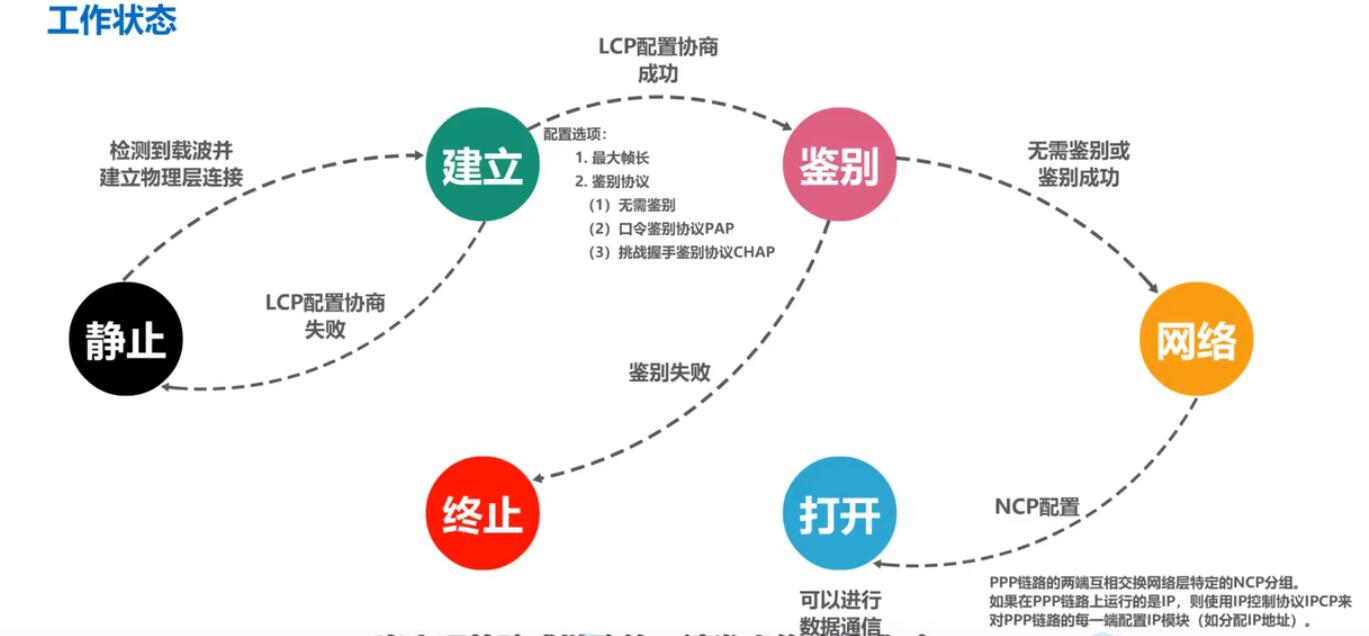 工作状态
LCP配置协商
成功
检测到载波并
建立物理层连接
建立
配置选项：
1. 最大帧长
2. 鉴别协议
（1）无需鉴别
（2）口令鉴别协议PAP
（3）挑战握手鉴别协议CHAP
鉴别
无需鉴别或
鉴别成功
静止
LCP配置协商
失败
鉴别失败
网络
终止
打开
NCP配置
可以进行
数据通信
PPP链路的两端互相交换网络层特定的NCP分组。
如果在PPP链路上运行的是IP，则使用IP控制协议IPCP来
对PPP链路的每一端配置IP模块（如分配IP地址）。